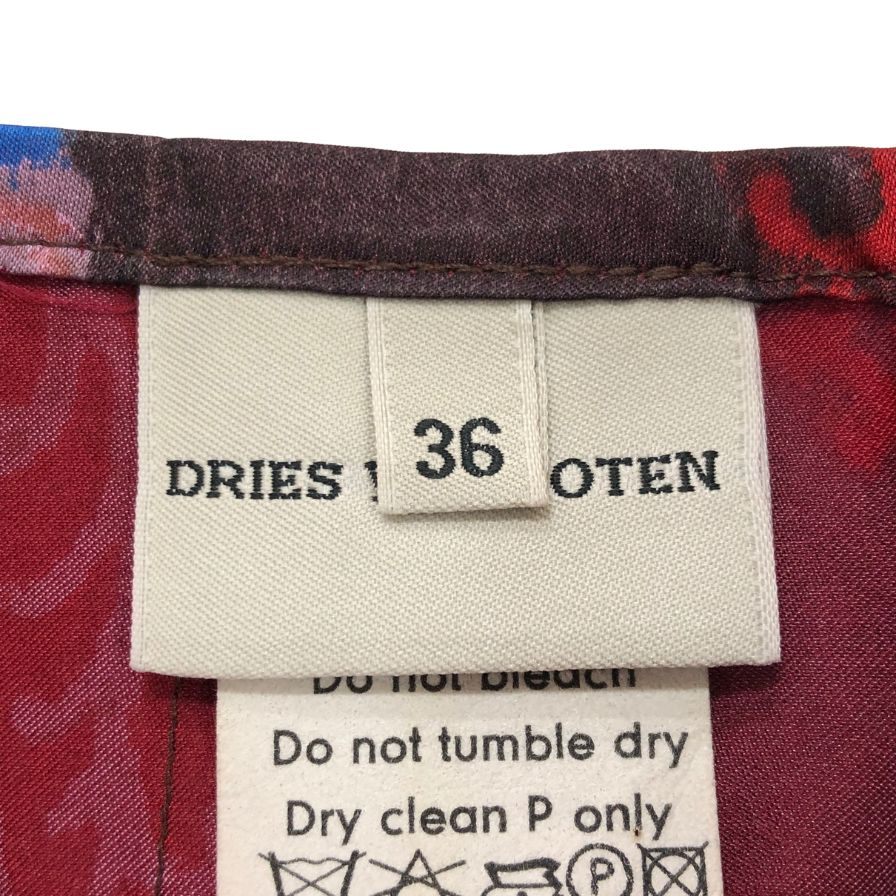 36
DRIES OTEN
Do not bleach
Do not tumble dry
Dry clean P only
P